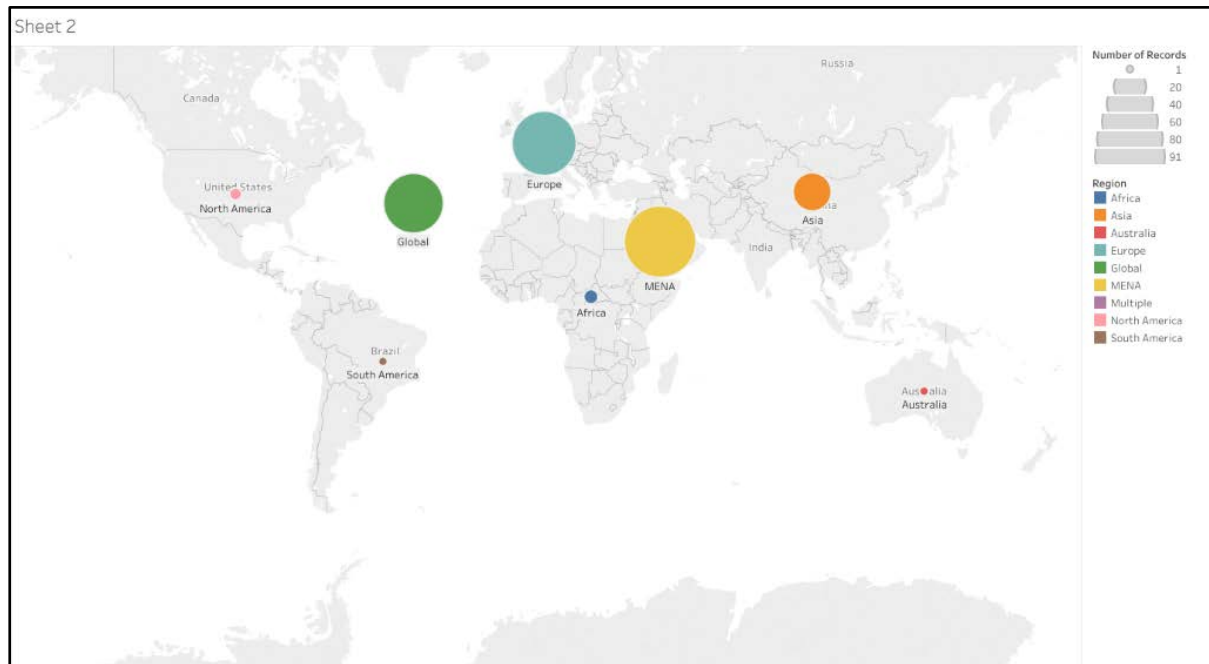 Sheet 2
Russia
Canada
United States
North America
Europe
Global
Asia
India
MENA
Africa
Brazil
South America
Australia
Australia
Number of Records
1
20
40
60
80
91
Region
Africa
Asia
Australia
Europe
Global
MENA
Multiple
North America
South America